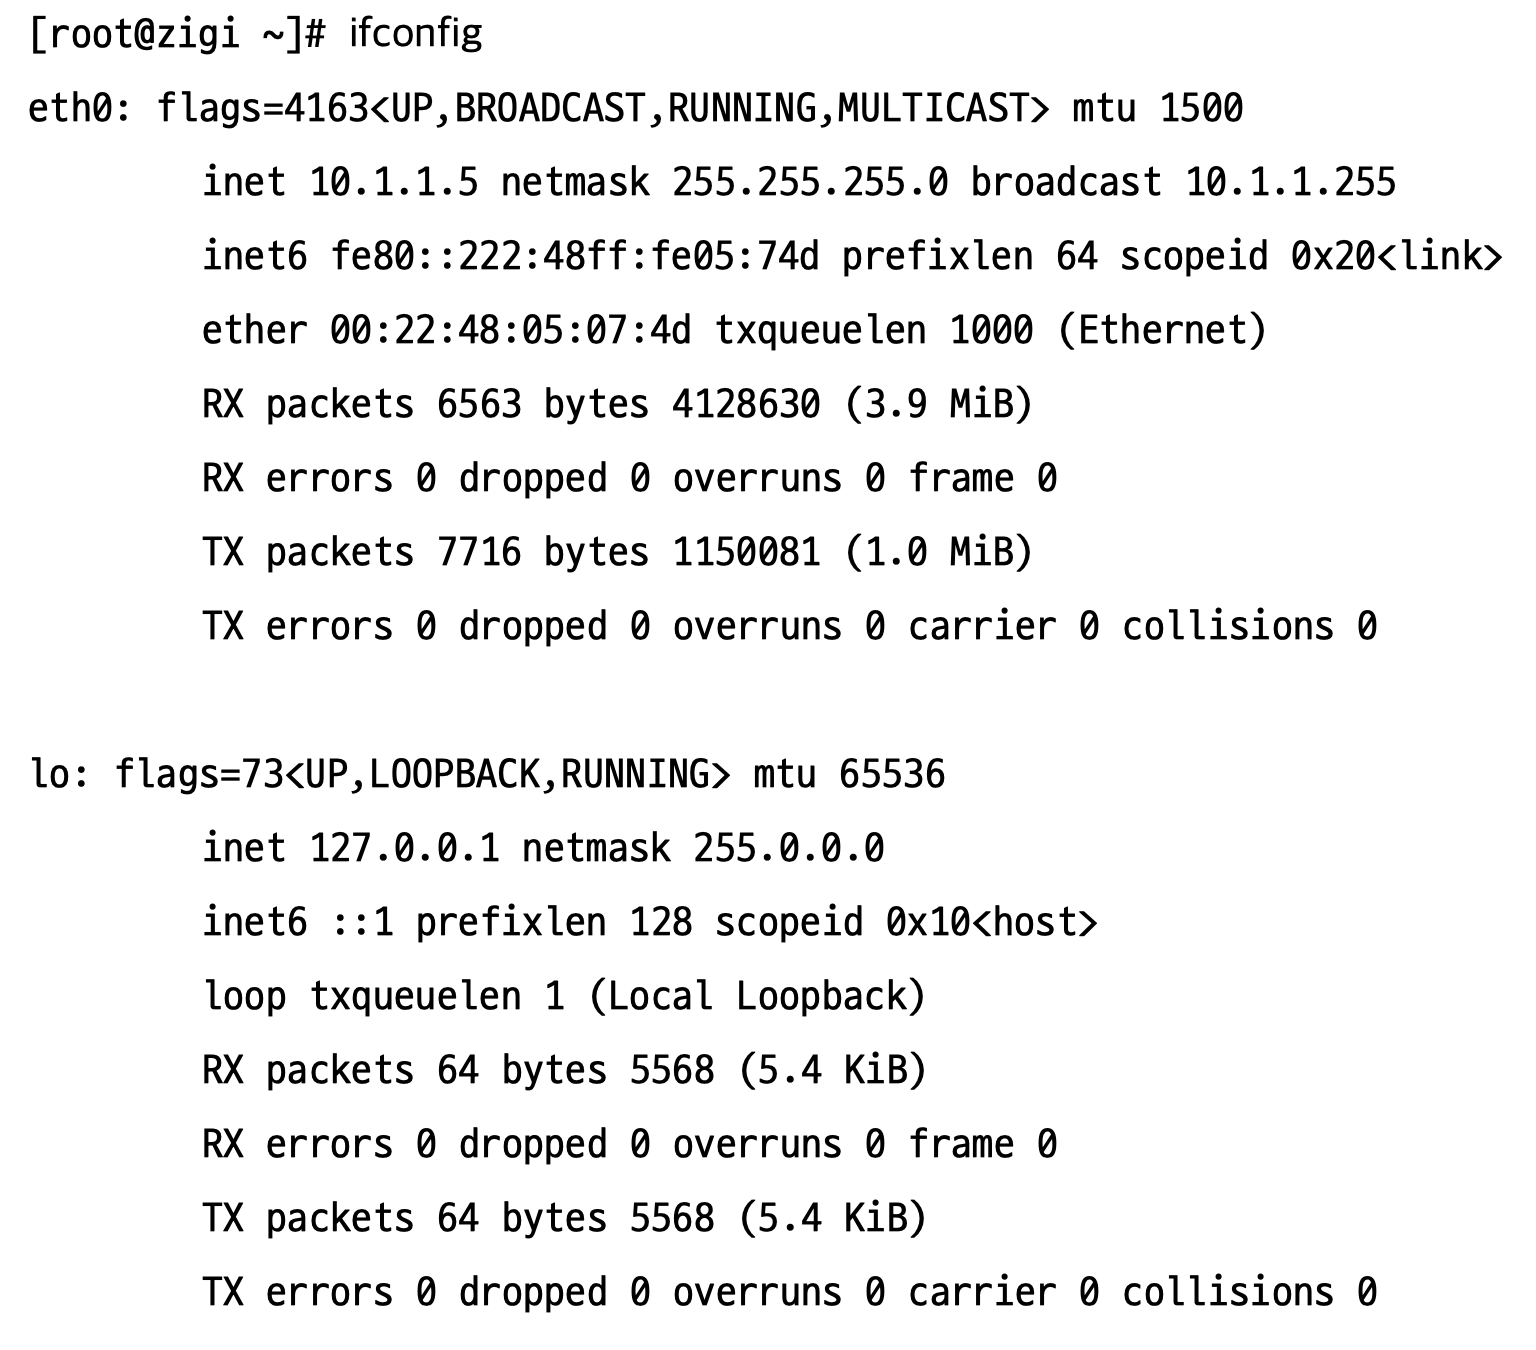 [root@zigi ~]# ifconfig
eth0: flags=4163<UP,BROADCAST,RUNNING,MULTICAST> mtu 1500
inet 10.1.1.5 netmask 255.255.255.0 broadcast 10.1.1.255
inet6 fe80::222:48ff:fe05:74d prefixlen 64 scopeid 0x20<link>
ether 00:22:48:05:07:4d txqueuelen 1000 (Ethernet)
RX packets 6563 bytes 4128630 (3.9 MiB)
RX errors 0 dropped 0 overruns 0 frame 0
TX packets 7716 bytes 1150081 (1.0 MiB)
TX errors 0 dropped 0 overruns 0 carrier 0 collisions 0
lo: flags=73<UP,LOOPBACK,RUNNING> mtu 65536
inet 127.0.0.1 netmask 255.0.0.0
inet6 ::1 prefixlen 128 scopeid 0x10<host>
loop txqueuelen 1 (Local Loopback)
RX packets 64 bytes 5568 (5.4 KiB)
RX errors 0 dropped 0 overruns 0 frame 0
TX packets 64 bytes 5568 (5.4 KiB)
TX errors 0 dropped 0 overruns 0 carrier 0 collisions 0